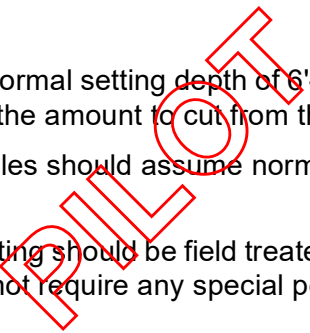 ormal setting depth of 6'
the amount to cut from th
les should assume norm
ting should be field treate
not require any special p
PILOT